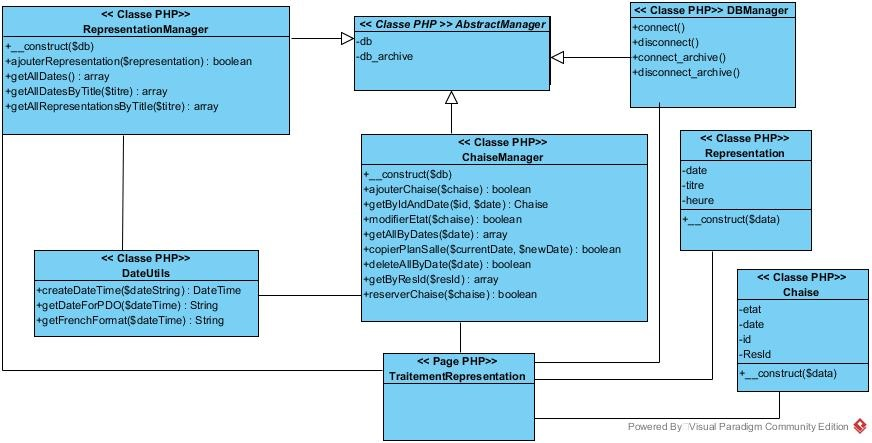 << Classe PHP>>
RepresentationManager
+__construct($db)
+ajouterRepresentation($representation) : boolean
+getAllDates() : array
+getAllDatesByTitle($titre) : array
+getAllRepresentationsByTitle($titre) : array
<< Classe PHP >> AbstractManager
-db
-db_archive
<< Classe PHP>> DBManager
+connect()
+disconnect()
+connect_archive()
+disconnect_archive()
<< Classe PHP>>
ChaiseManager
+__construct($db)
+ajouterChaise($chaise) : boolean
+getByIdAndDate($id, $date) : Chaise
+modifierEtat($chaise) : boolean
+getAllByDates($date) : array
+copierPlanSalle($currentDate, $newDate) : boolean
+deleteAllByDate($date) : boolean
+getByResId($resId) : array
+reserverChaise($chaise) : boolean
<< Classe PHP>>
Representation
-date
-titre
-heure
+__construct($data)
<< Classe PHP>>
DateUtils
+createDateTime($dateString) : DateTime
+getDateForPDO($dateTime) : String
+getFrenchFormat($dateTime) : String
<< Classe PHP>>
Chaise
-etat
-date
-id
-ResId
+__construct($data)
<< Page PHP>>
TraitementRepresentation
Powered By Visual Paradigm Community Edition